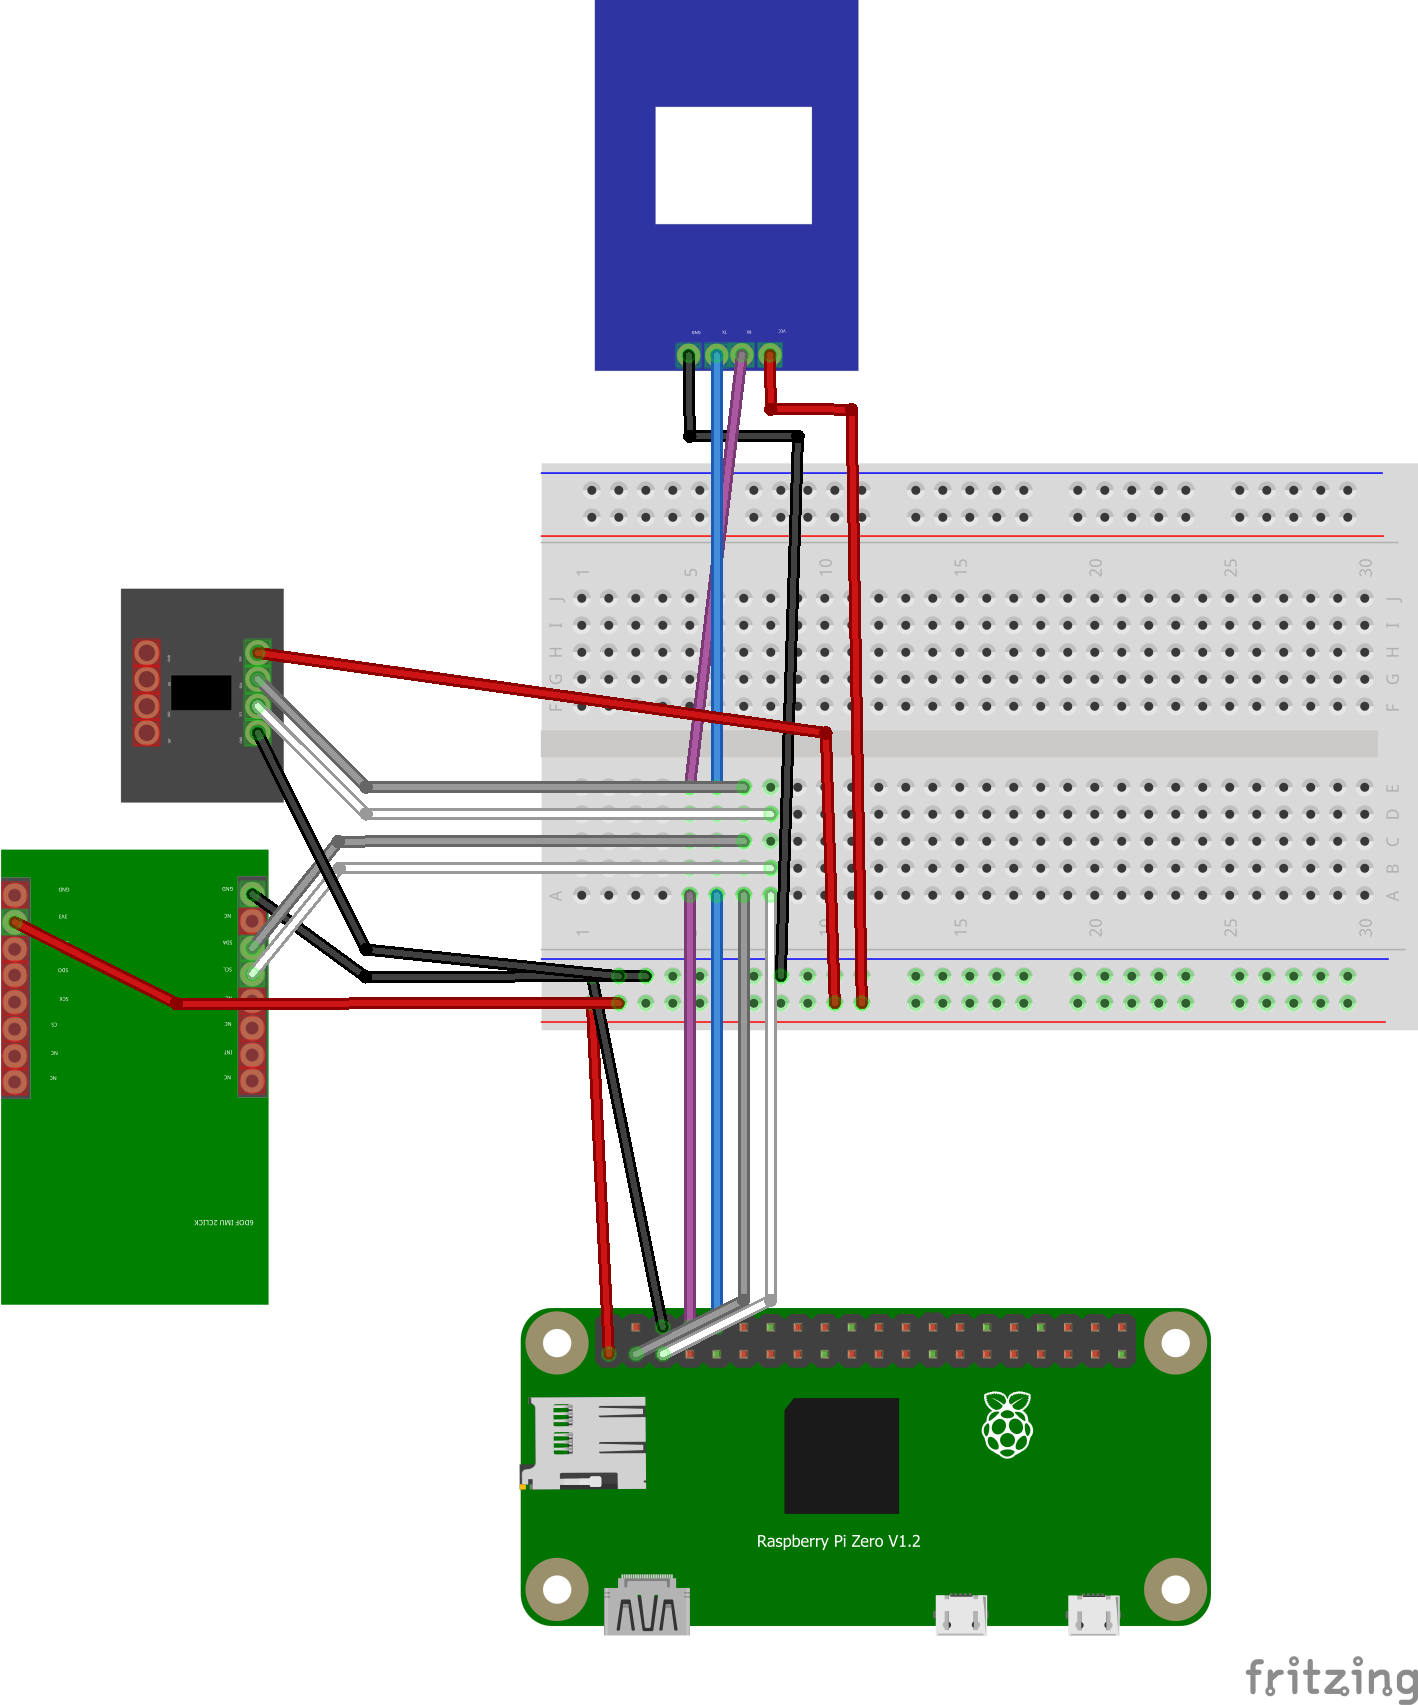 GND TX RX VCC
1 5 10 15 20 25 30
J J
I I
H H
G G
F F
E
D
C
B
A A
1 10 15 20 25 30
GND GND
3V3 NC
SDA
SDO SCL
SCK
CS NC
NC INT
NC NC
6DOF IMU 2CLICK
Raspberry Pi Zero V1.2
fritzing